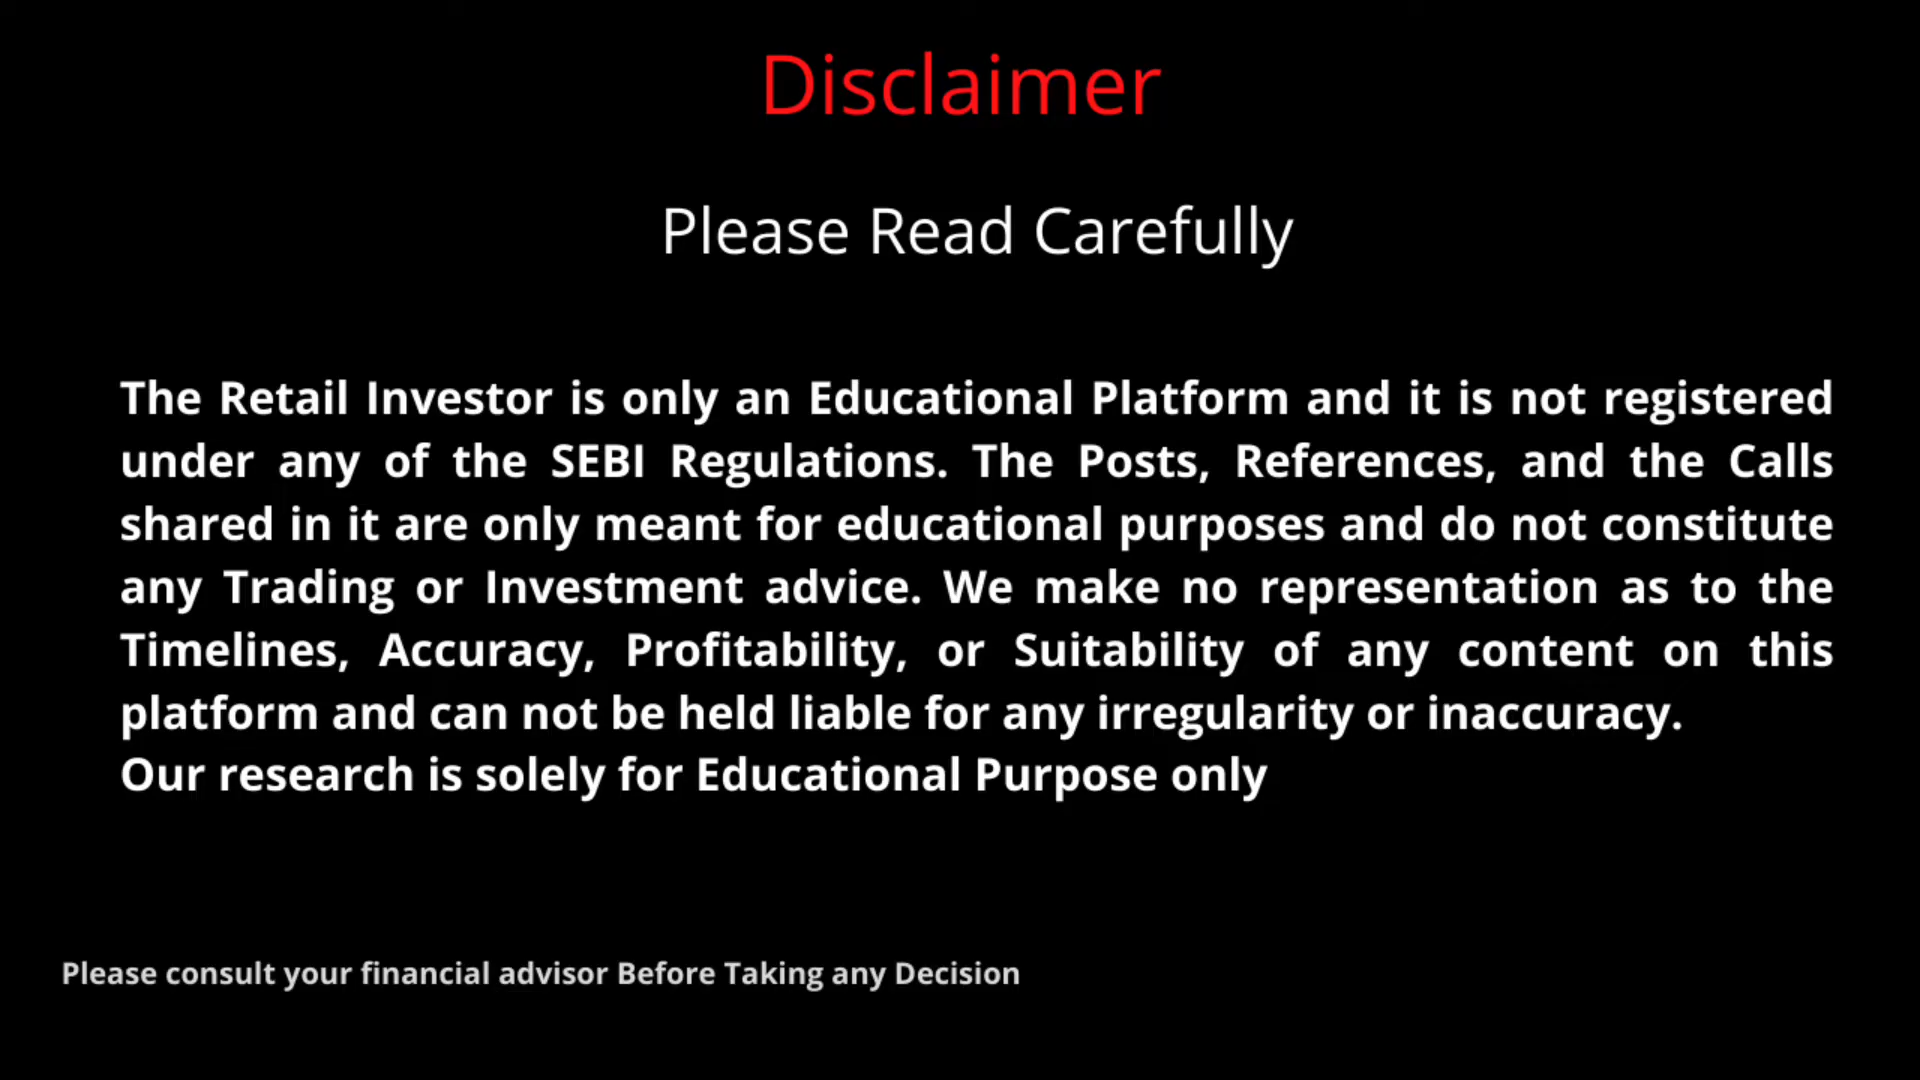 Disclaimer
Please Read Carefully
The Retail Investor is only an Educational Platform and it is not registered
under any of the SEBI Regulations. The Posts, References, and the Calls
shared in it are only meant for educational purposes and do not constitute
any Trading or Investment advice. We make no representation as to the
Timelines, Accuracy, Profitability, or Suitability of any content on this
platform and can not be held liable for any irregularity or inaccuracy.
Our research is solely for Educational Purpose only
Please consult your financial advisor Before Taking any Decision